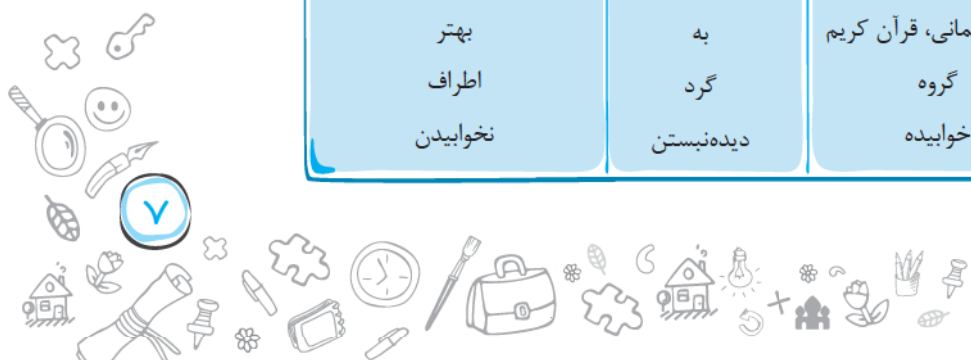 مانی، قرآن کریم به بهتر
گروه گرد اطراف
خوابیده دیده‌نبستن نخوابیدن
۷